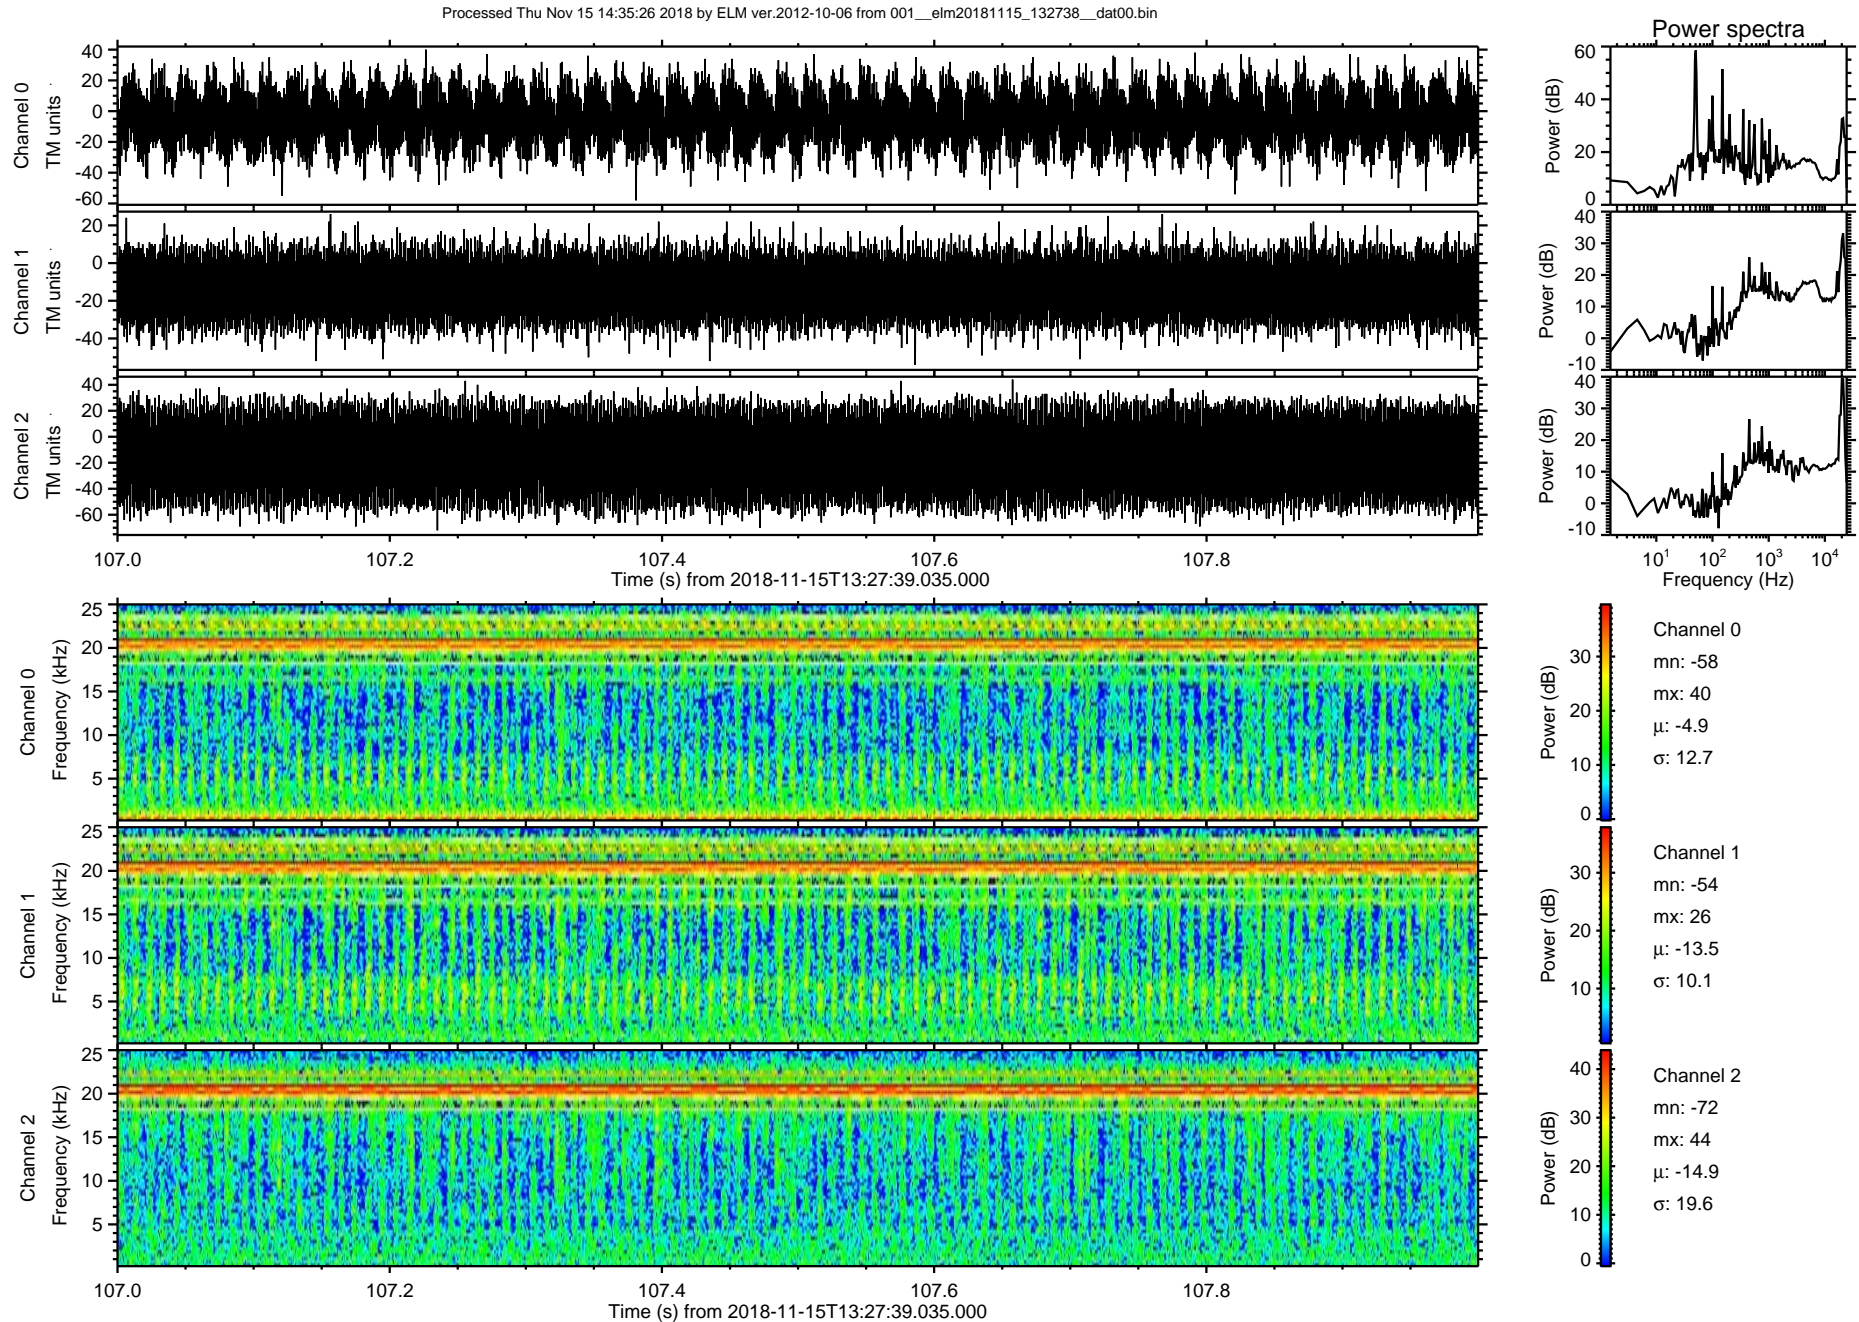 Processed Thu Nov 15 14:35:26 2018 by ELM ver.2012-10-06 from 001__elm20181115_132738__dat00.bin
Power spectra
Channel 0
TM units
40
20
0
-20
-40
-60
Power (dB)
60
40
20
0
Channel 1
TM units
20
0
-20
-40
Power (dB)
40
30
20
10
0
-10
Channel 2
TM units
40
20
0
-20
-40
-60
Power (dB)
40
30
20
10
0
-10
107.0 107.2 107.4 107.6 107.8
Time (s) from 2018-11-15T13:27:39.035.000
10¹ 10² 10³ 10⁴
Frequency (Hz)
Channel 0
Frequency (kHz)
25
20
15
10
5
Power (dB)
30
20
10
0
Channel 0
mn: -58
mx: 40
μ: -4.9
σ: 12.7
Channel 1
Frequency (kHz)
25
20
15
10
5
Power (dB)
30
20
10
Channel 1
mn: -54
mx: 26
μ: -13.5
σ: 10.1
Channel 2
Frequency (kHz)
25
20
15
10
5
Power (dB)
40
30
20
10
0
Channel 2
mn: -72
mx: 44
μ: -14.9
σ: 19.6
107.0 107.2 107.4 107.6 107.8
Time (s) from 2018-11-15T13:27:39.035.000